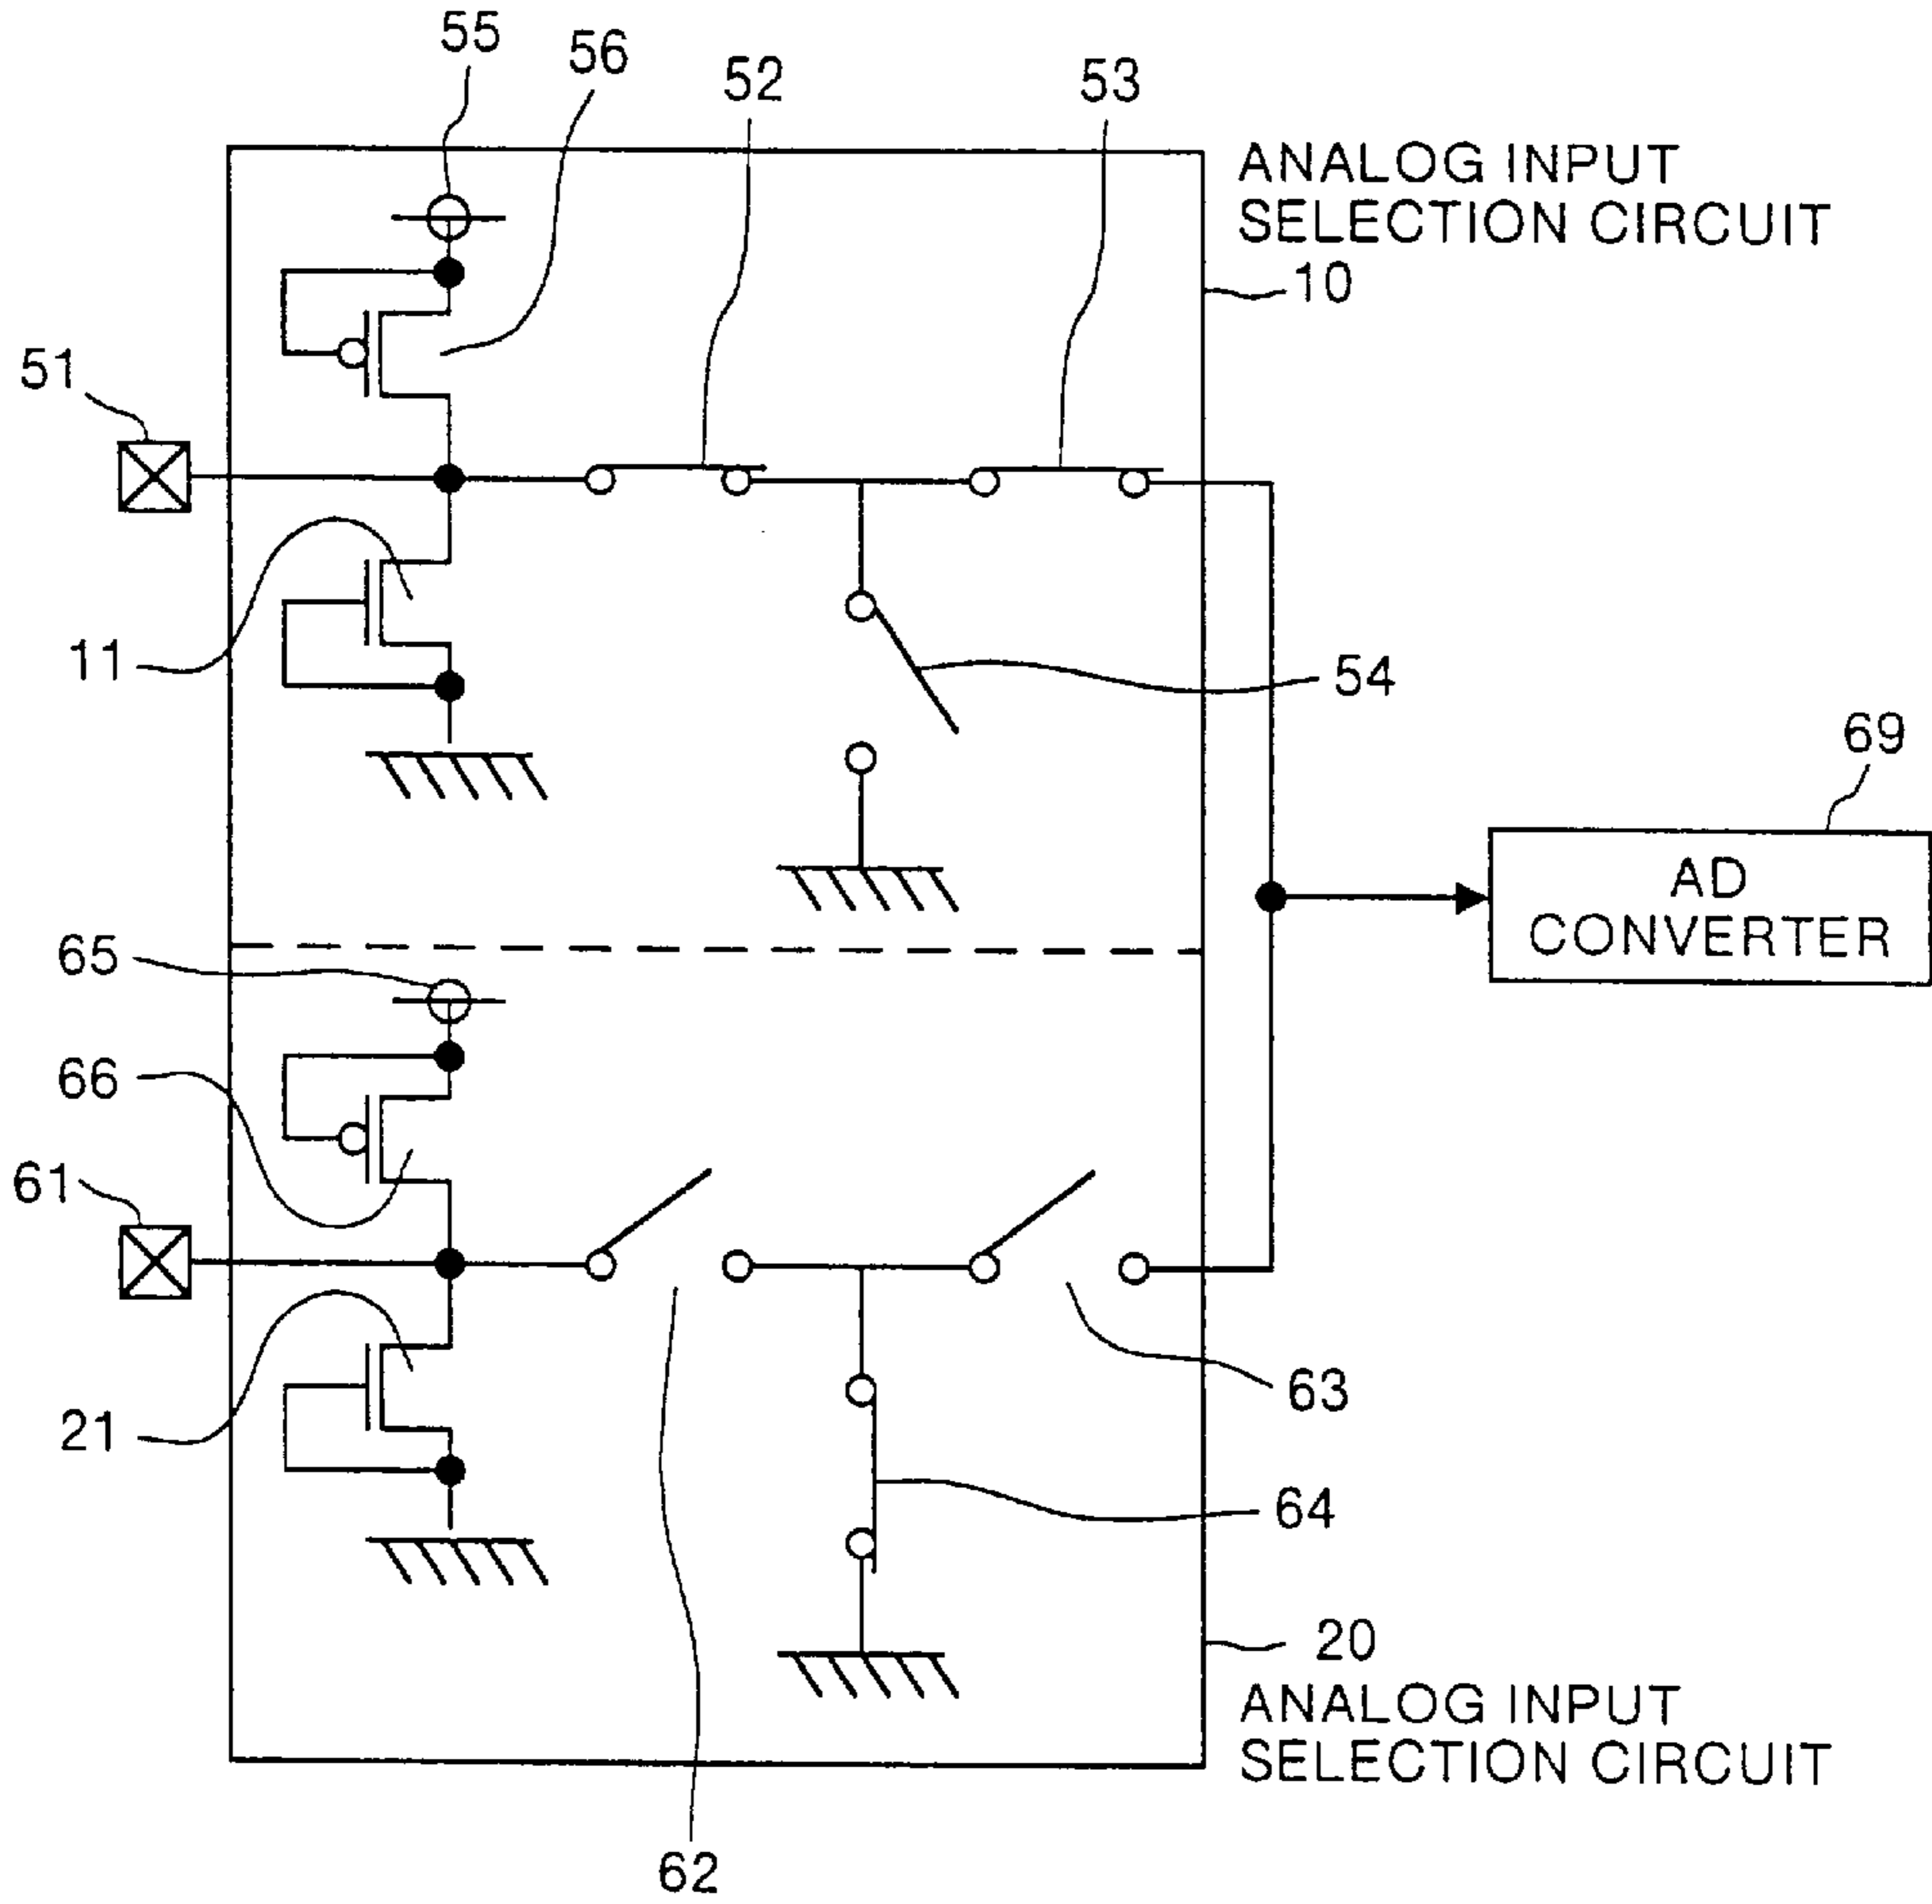 55
56
52
53
ANALOG INPUT
SELECTION CIRCUIT
10
51
11
54
69
AD
CONVERTER
65
66
61
63
21
64
20
ANALOG INPUT
SELECTION CIRCUIT
62